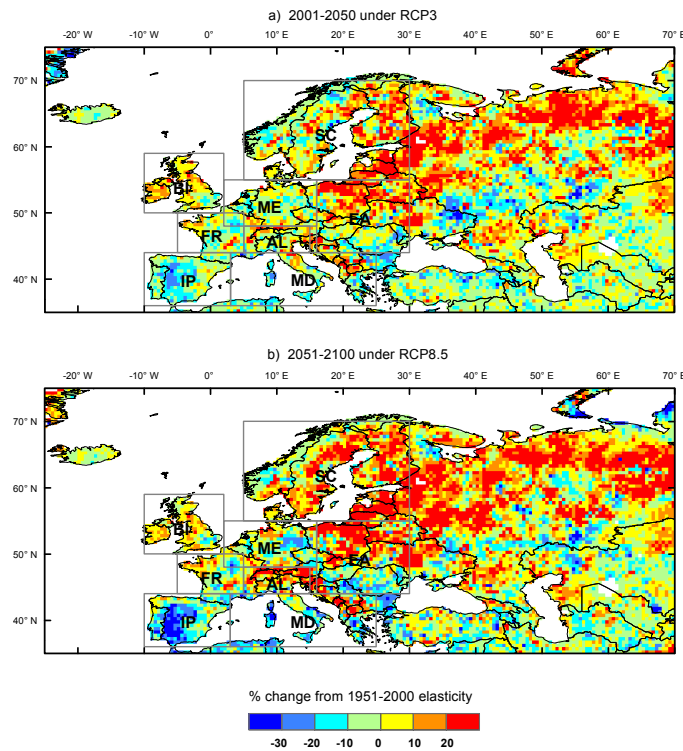 a) 2001-2050 under RCP3
-20° W -10° W 0° 10° E 20° E 30° E 40° E 50° E 60° E 70° E
70° N
60° N
50° N
40° N
SC
BI
ME
EA
FR
AL
IP
MD
b) 2051-2100 under RCP8.5
-20° W -10° W 0° 10° E 20° E 30° E 40° E 50° E 60° E 70° E
70° N
60° N
50° N
40° N
SC
BI
ME
EA
FR
AL
IP
MD
% change from 1951-2000 elasticity
-30 -20 -10 0 10 20